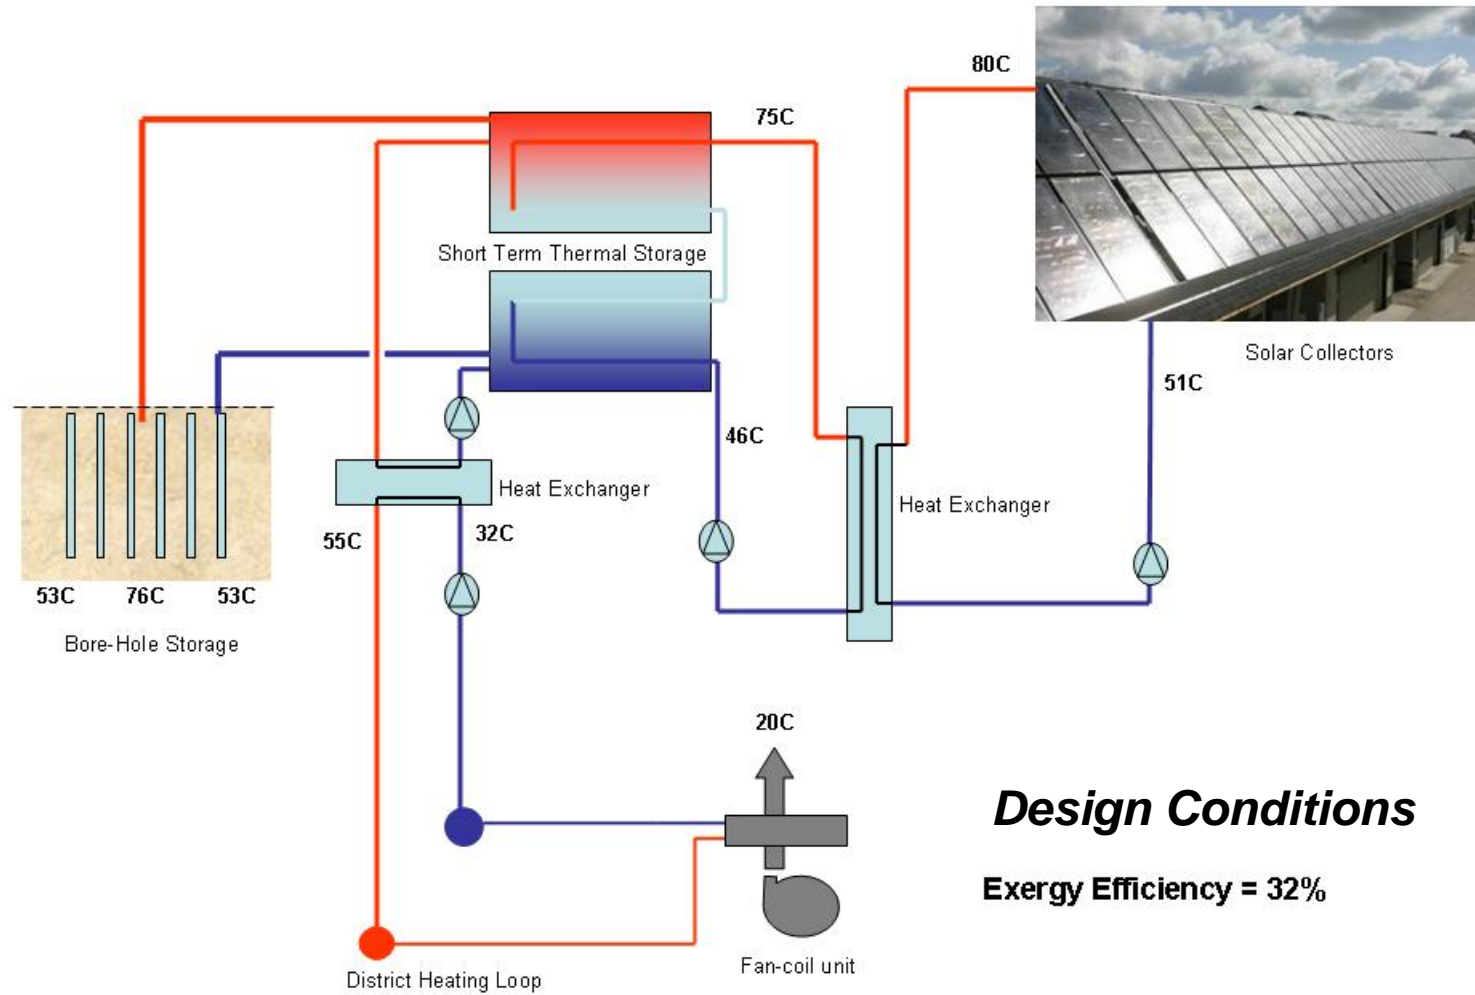 80C
75C
Short Term Thermal Storage
Solar Collectors
51C
46C
Heat Exchanger
Heat Exchanger
55C
32C
53C
76C
53C
Bore-Hole Storage
20C
Design Conditions
Exergy Efficiency = 32%
Fan-coil unit
District Heating Loop